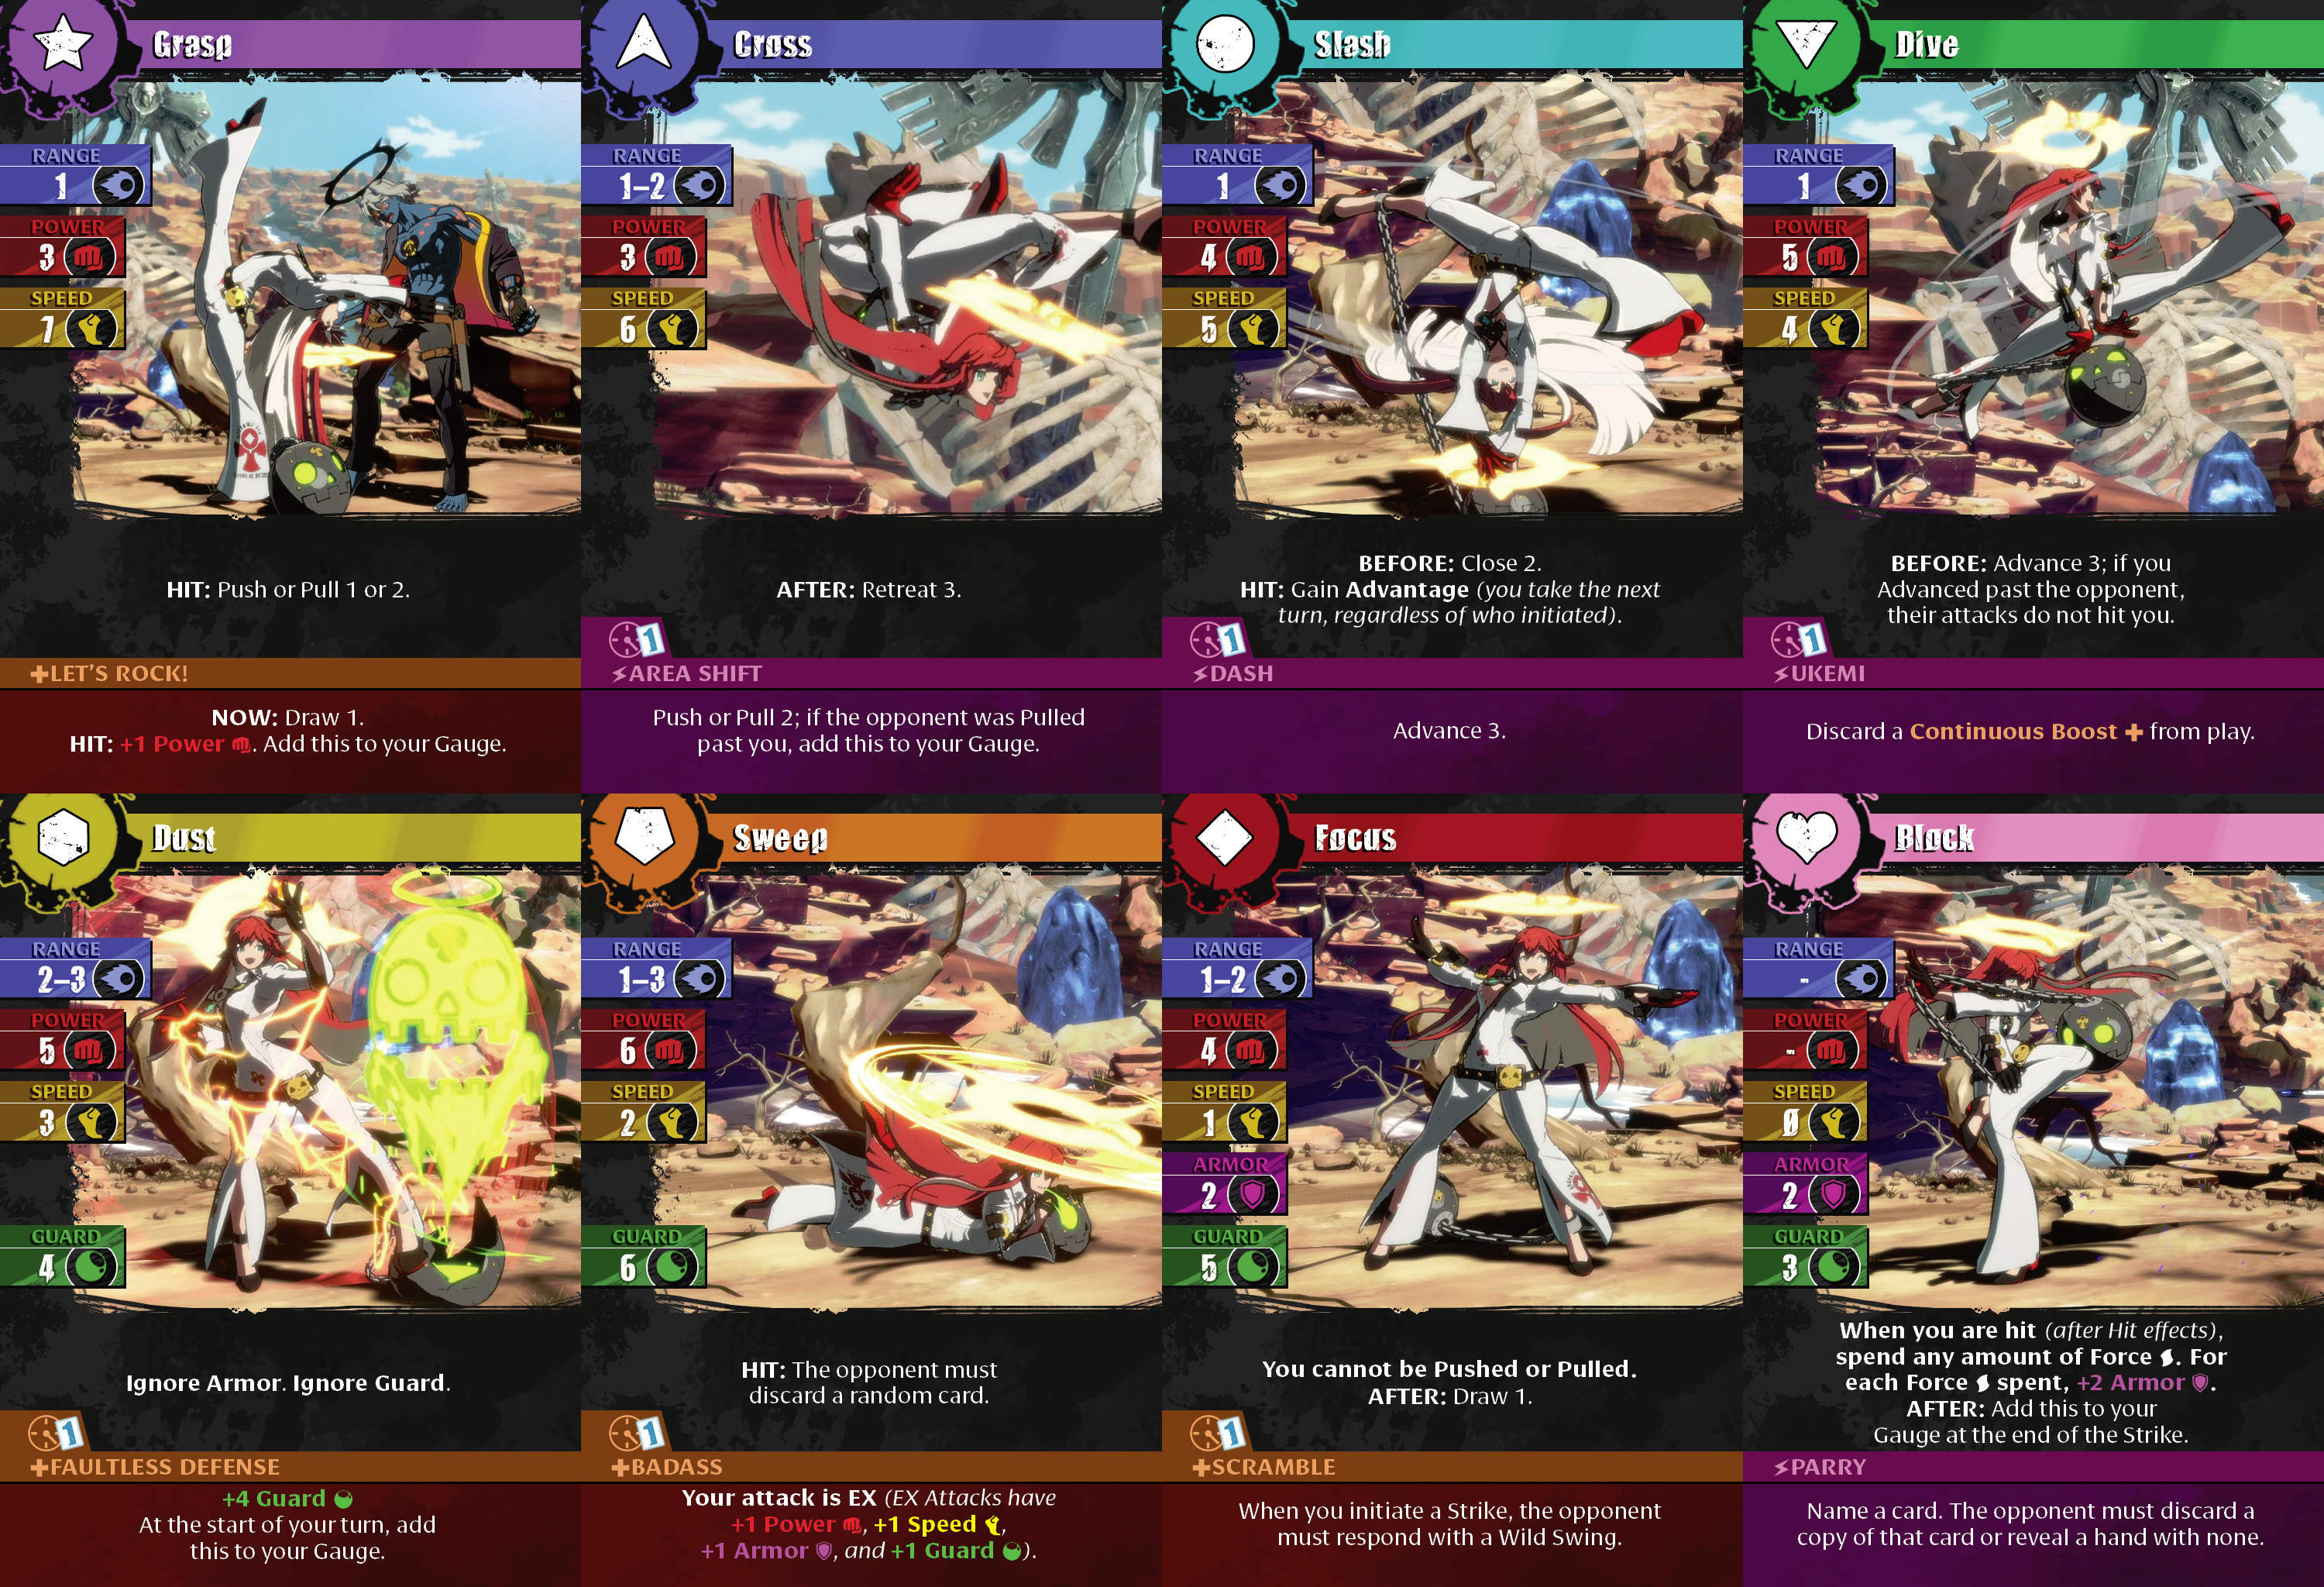 Grasp
RANGE
1
POWER
3
SPEED
7
HIT: Push or Pull 1 or 2.
+LET'S ROCK!
NOW: Draw 1.
HIT: +1 Power. Add this to your Gauge.
Cross
RANGE
1–2
POWER
3
SPEED
6
AFTER: Retreat 3.
1
AREA SHIFT
Push or Pull 2; if the opponent was Pulled
past you, add this to your Gauge.
Slash
RANGE
1
POWER
4
SPEED
5
BEFORE: Close 2.
HIT: Gain Advantage (you take the next
turn, regardless of who initiated).
1
DASH
Advance 3.
Dive
RANGE
1
POWER
5
SPEED
4
BEFORE: Advance 3; if you
Advanced past the opponent,
their attacks do not hit you.
1
UKEMI
Discard a Continuous Boost + from play.
Dust
RANGE
2–3
POWER
5
SPEED
3
GUARD
4
Ignore Armor. Ignore Guard.
1
+FAULTLESS DEFENSE
+4 Guard
At the start of your turn, add
this to your Gauge.
Sweep
RANGE
1–3
POWER
6
SPEED
2
GUARD
6
HIT: The opponent must
discard a random card.
1
+BADASS
Your attack is EX (EX Attacks have
+1 Power, +1 Speed,
+1 Armor, and +1 Guard).
Focus
RANGE
1–2
POWER
4
SPEED
1
ARMOR
2
GUARD
5
You cannot be Pushed or Pulled.
AFTER: Draw 1.
1
+SCRAMBLE
When you initiate a Strike, the opponent
must respond with a Wild Swing.
Block
RANGE
-
POWER
-
SPEED
0
ARMOR
2
GUARD
3
When you are hit (after Hit effects),
spend any amount of Force. For
each Force spent, +2 Armor.
AFTER: Add this to your
Gauge at the end of the Strike.
PARRY
Name a card. The opponent must discard a
copy of that card or reveal a hand with none.